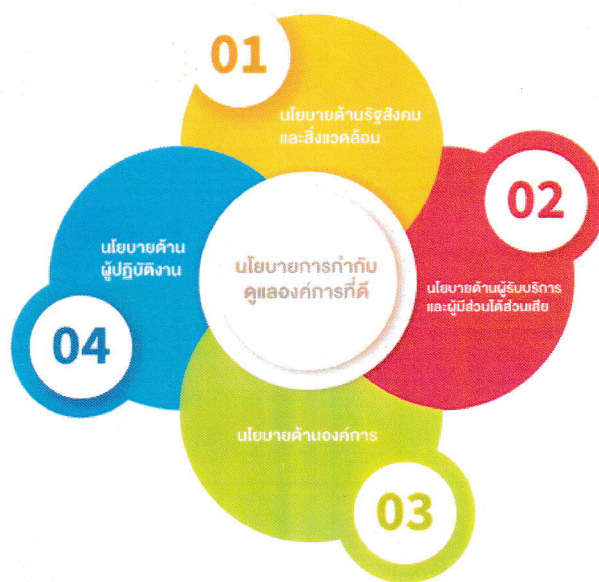 01
นโยบายด้านรัฐสังคม
และสิ่งแวดล้อม
02
นโยบายด้านผู้รับบริการ
และผู้มีส่วนได้ส่วนเสีย
นโยบายการกำกับ
ดูแลองค์การที่ดี
นโยบายด้าน
ผู้ปฏิบัติงาน
04
นโยบายด้านองค์การ
03